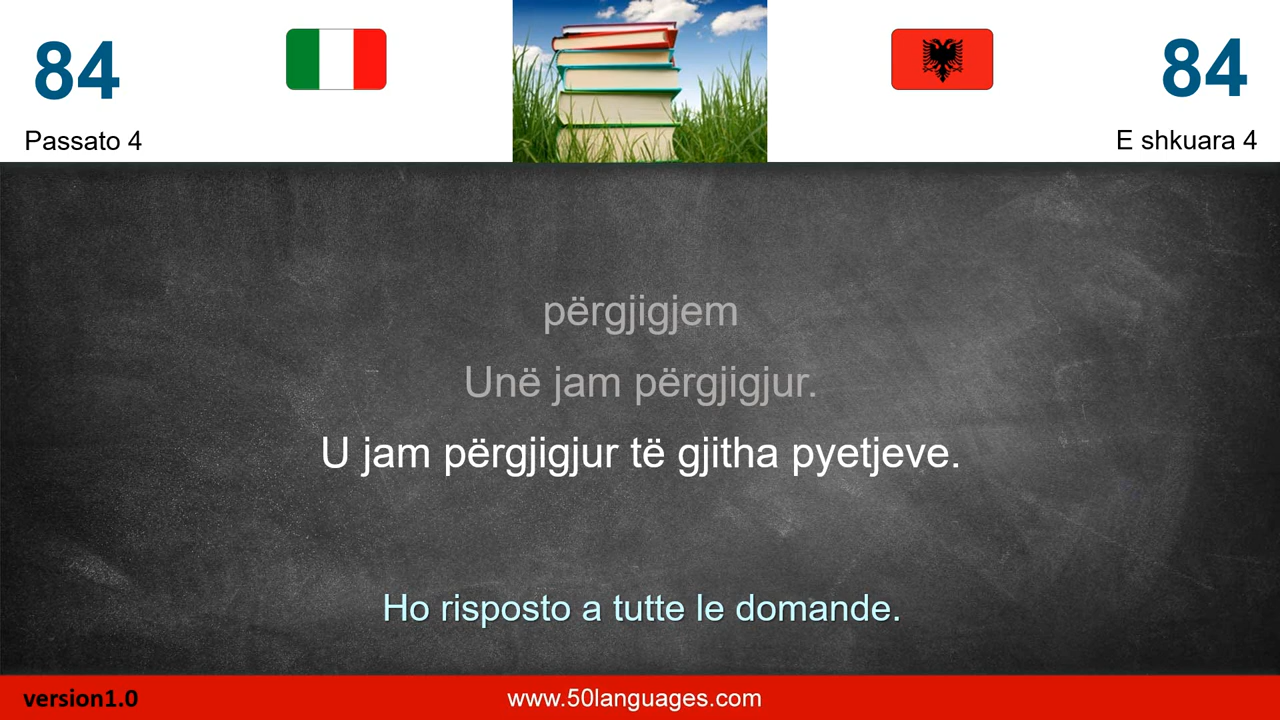 84
84
Passato 4
E shkuara 4
përgjigjem
Unë jam përgjigjur.
U jam përgjigjur të gjitha pyetjeve.
Ho risposto a tutte le domande.
version1.0
www.50languages.com